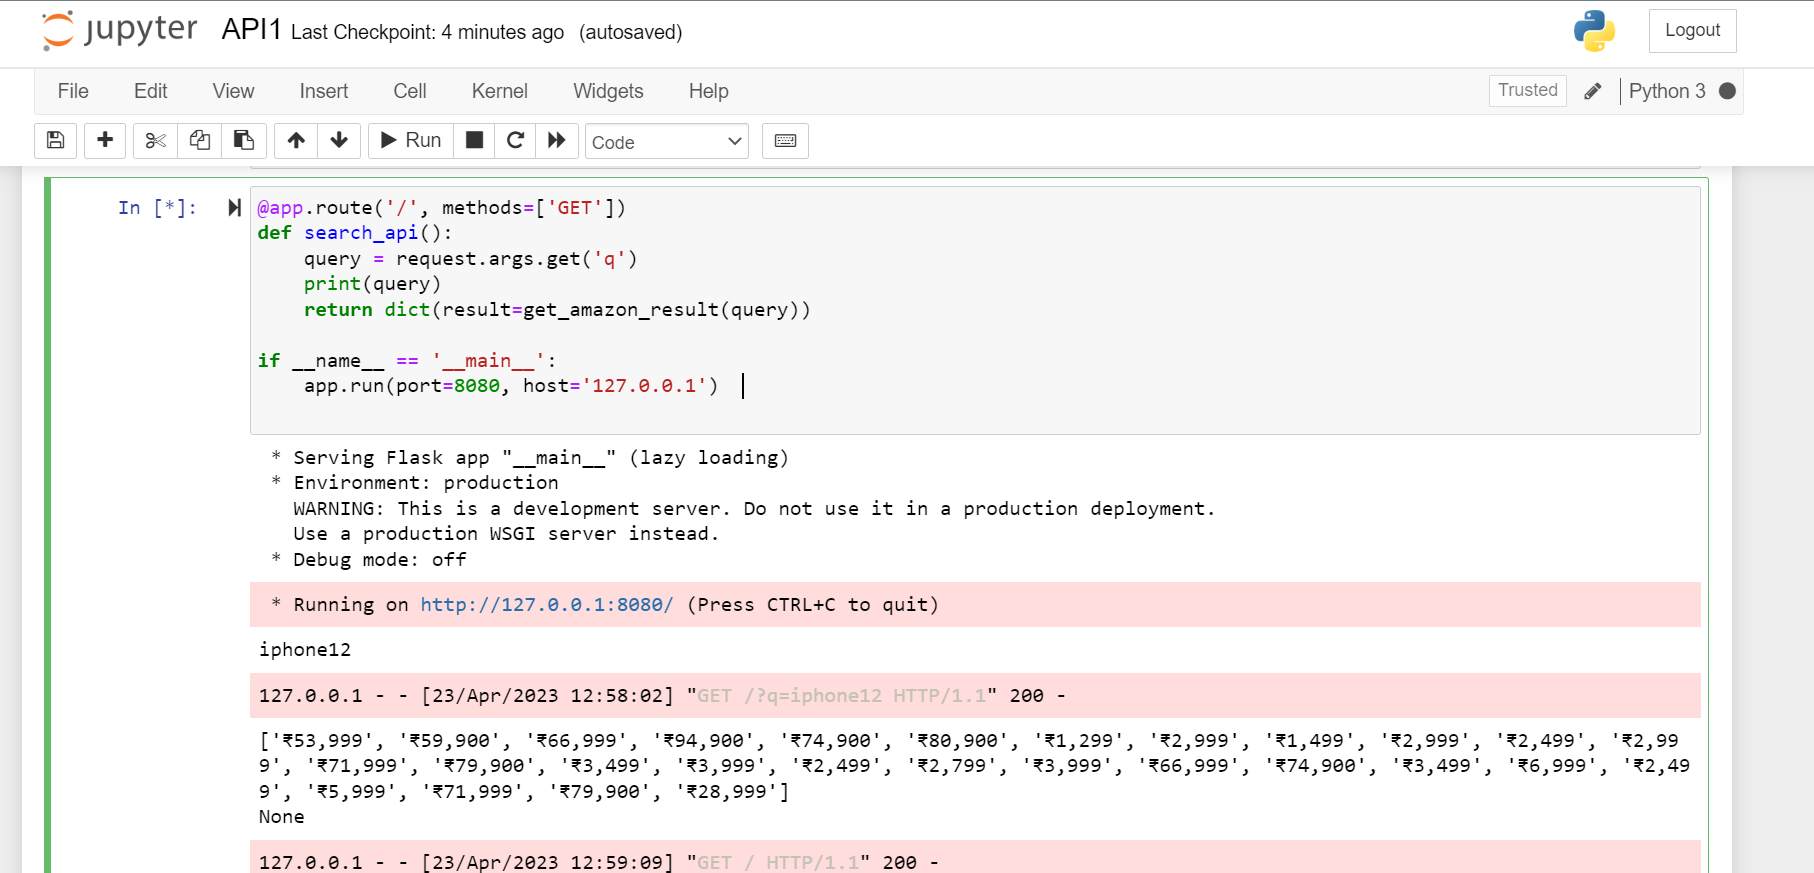 jupyter API1 Last Checkpoint: 4 minutes ago (autosaved) Logout
File Edit View Insert Cell Kernel Widgets Help Trusted Python 3
Run Code
In [*]: @app.route('/', methods=['GET'])
def search_api():
    query = request.args.get('q')
    print(query)
    return dict(result=get_amazon_result(query))
if __name__ == '__main__':
    app.run(port=8080, host='127.0.0.1')
* Serving Flask app "__main__" (lazy loading)
* Environment: production
WARNING: This is a development server. Do not use it in a production deployment.
Use a production WSGI server instead.
* Debug mode: off
* Running on http://127.0.0.1:8080/ (Press CTRL+C to quit)
iphone12
127.0.0.1 - - [23/Apr/2023 12:58:02] "GET /?q=iphone12 HTTP/1.1" 200 -
['₹53,999', '₹59,900', '₹66,999', '₹94,900', '₹74,900', '₹80,900', '₹1,299', '₹2,999', '₹1,499', '₹2,999', '₹2,499', '₹2,99
9', '₹71,999', '₹79,900', '₹3,499', '₹3,999', '₹2,499', '₹2,799', '₹3,999', '₹66,999', '₹74,900', '₹3,499', '₹6,999', '₹2,49
9', '₹5,999', '₹71,999', '₹79,900', '₹28,999']
None
127.0.0.1 - - [23/Apr/2023 12:59:09] "GET / HTTP/1.1" 200 -